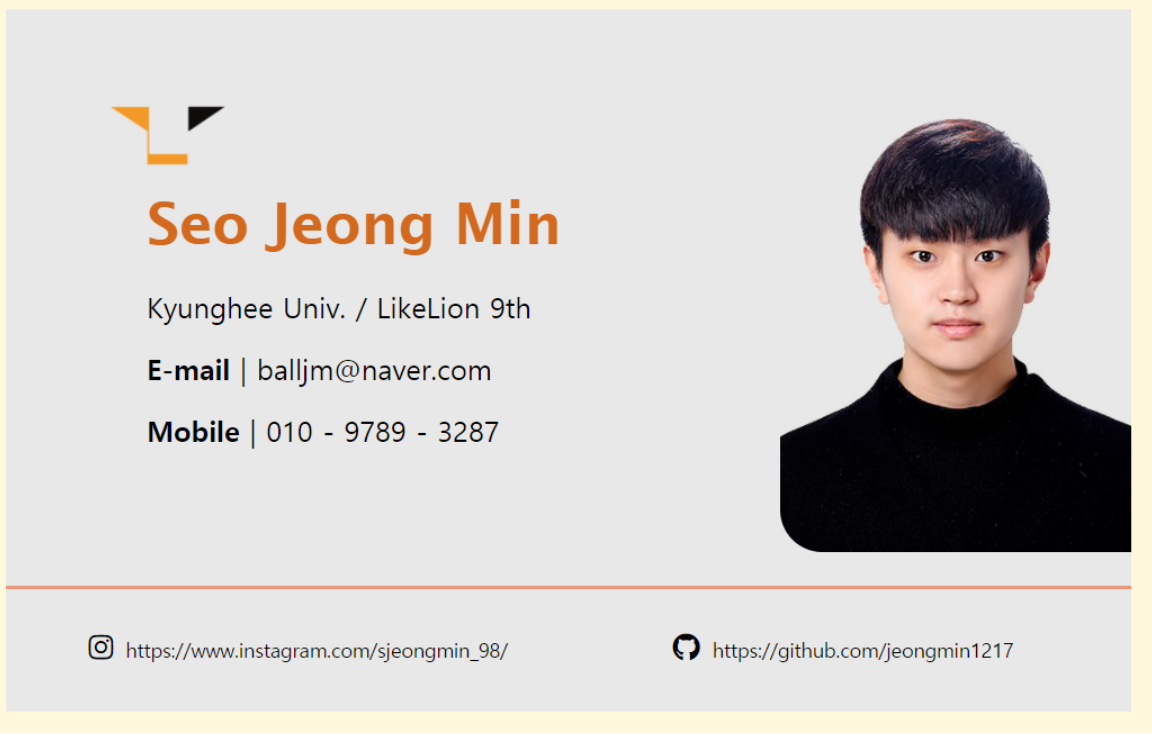 Seo Jeong Min
Kyunghee Univ. / LikeLion 9th
E-mail | balljm@naver.com
Mobile | 010 - 9789 - 3287
https://www.instagram.com/sjeongmin_98/
https://github.com/jeongmin1217